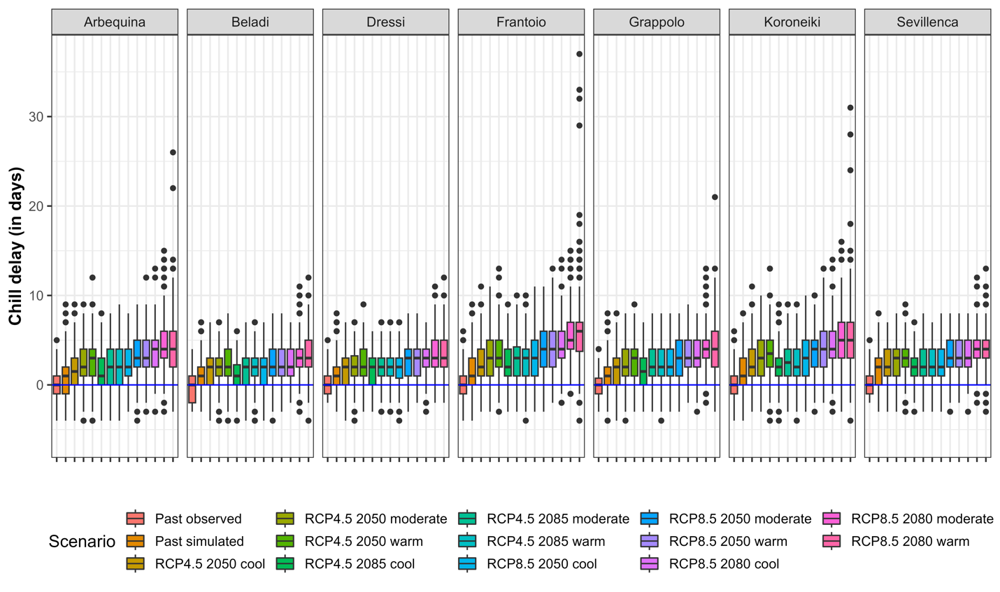 Arbequina Beladi Dressi Frantoio Grappolo Koroneiki Sevillenca
Chill delay (in days)
30
20
10
0
Scenario
Past observed
Past simulated
RCP4.5 2050 cool
RCP4.5 2050 moderate
RCP4.5 2050 warm
RCP4.5 2085 cool
RCP4.5 2085 moderate
RCP4.5 2085 warm
RCP8.5 2050 cool
RCP8.5 2050 moderate
RCP8.5 2050 warm
RCP8.5 2080 cool
RCP8.5 2080 moderate
RCP8.5 2080 warm